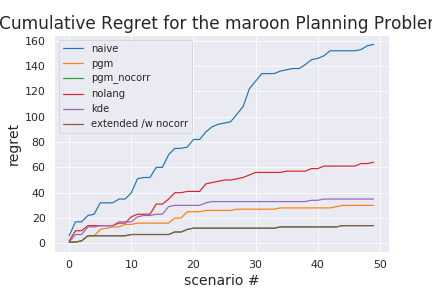 Cumulative Regret for the maroon Planning Probler
160
140
120
100
80
60
40
20
0
regret
naive
pgm
pgm_nocorr
nolang
kde
extended /w nocorr
0 10 20 30 40 50
scenario #